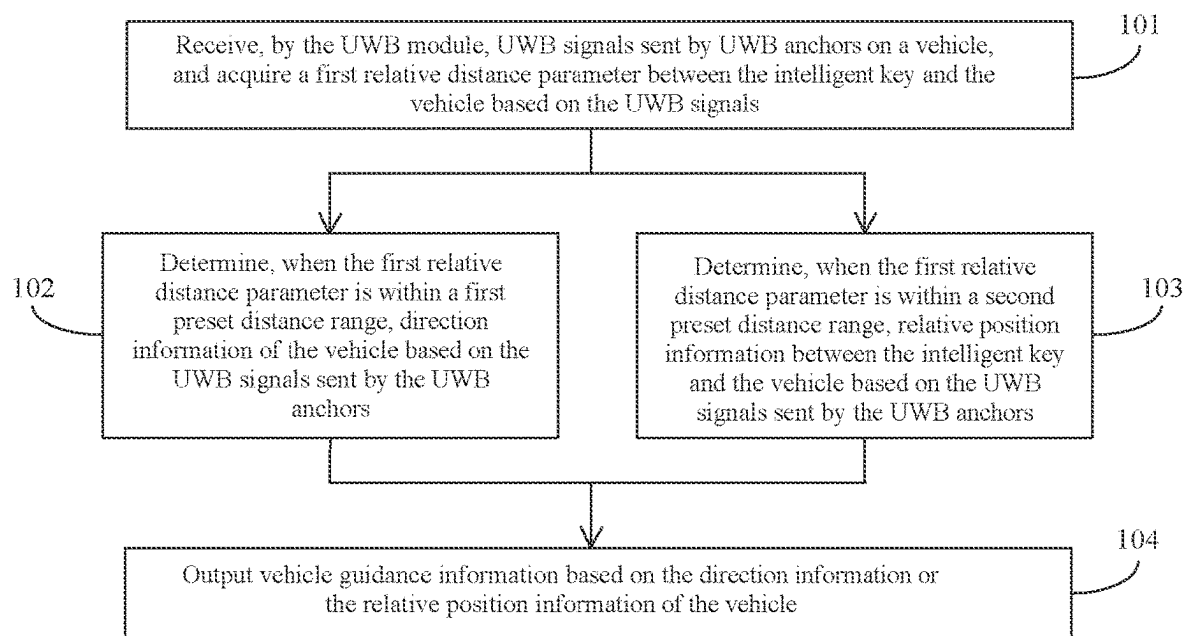 101
Receive, by the UWB module, UWB signals sent by UWB anchors on a vehicle,
and acquire a first relative distance parameter between the intelligent key and the
vehicle based on the UWB signals
102
Determine, when the first relative
distance parameter is within a first
preset distance range, direction
information of the vehicle based on the
UWB signals sent by the UWB
anchors
Determine, when the first relative
distance parameter is within a second
preset distance range, relative position
information between the intelligent key
and the vehicle based on the UWB
signals sent by the UWB anchors
103
104
Output vehicle guidance information based on the direction information or
the relative position information of the vehicle